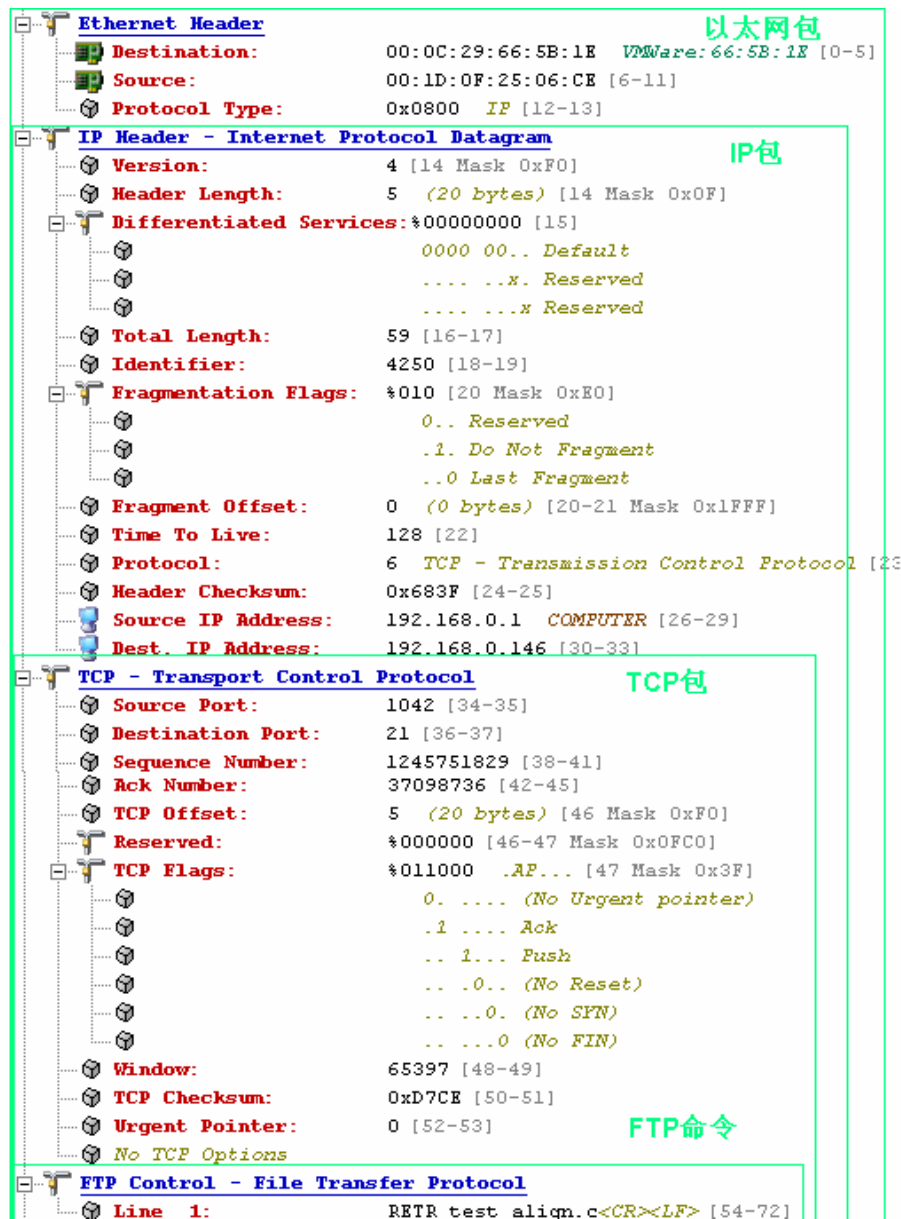 Ethernet Header 以太网包
Destination: 00:0C:29:66:5B:1E VMWare:66:5B:1E [0-5]
Source: 00:1D:0F:25:06:CE [6-11]
Protocol Type: 0x0800 IP [12-13]
IP Header - Internet Protocol Datagram IP包
Version: 4 [14 Mask 0xF0]
Header Length: 5 (20 bytes) [14 Mask 0x0F]
Differentiated Services: %00000000 [15]
0000 00.. Default
.... ..x. Reserved
.... ...x Reserved
Total Length: 59 [16-17]
Identifier: 4250 [18-19]
Fragmentation Flags: %010 [20 Mask 0xE0]
0.. Reserved
.1. Do Not Fragment
..0 Last Fragment
Fragment Offset: 0 (0 bytes) [20-21 Mask 0x1FFF]
Time To Live: 128 [22]
Protocol: 6 TCP - Transmission Control Protocol [23
Header Checksum: 0x683F [24-25]
Source IP Address: 192.168.0.1 COMPUTER [26-29]
Dest. IP Address: 192.168.0.146 [30-33]
TCP - Transport Control Protocol TCP包
Source Port: 1042 [34-35]
Destination Port: 21 [36-37]
Sequence Number: 1245751829 [38-41]
Ack Number: 37098736 [42-45]
TCP Offset: 5 (20 bytes) [46 Mask 0xF0]
Reserved: %000000 [46-47 Mask 0x0FC0]
TCP Flags: %011000 .AP... [47 Mask 0x3F]
0. .... (No Urgent pointer)
.1 .... Ack
.. 1... Push
.. .0.. (No Reset)
.. ..0. (No SYN)
.. ...0 (No FIN)
Window: 65397 [48-49]
TCP Checksum: 0xD7CE [50-51]
Urgent Pointer: 0 [52-53] FTP命令
No TCP Options
FTP Control - File Transfer Protocol
Line 1: RETR test_align.c<CR><LF> [54-72]